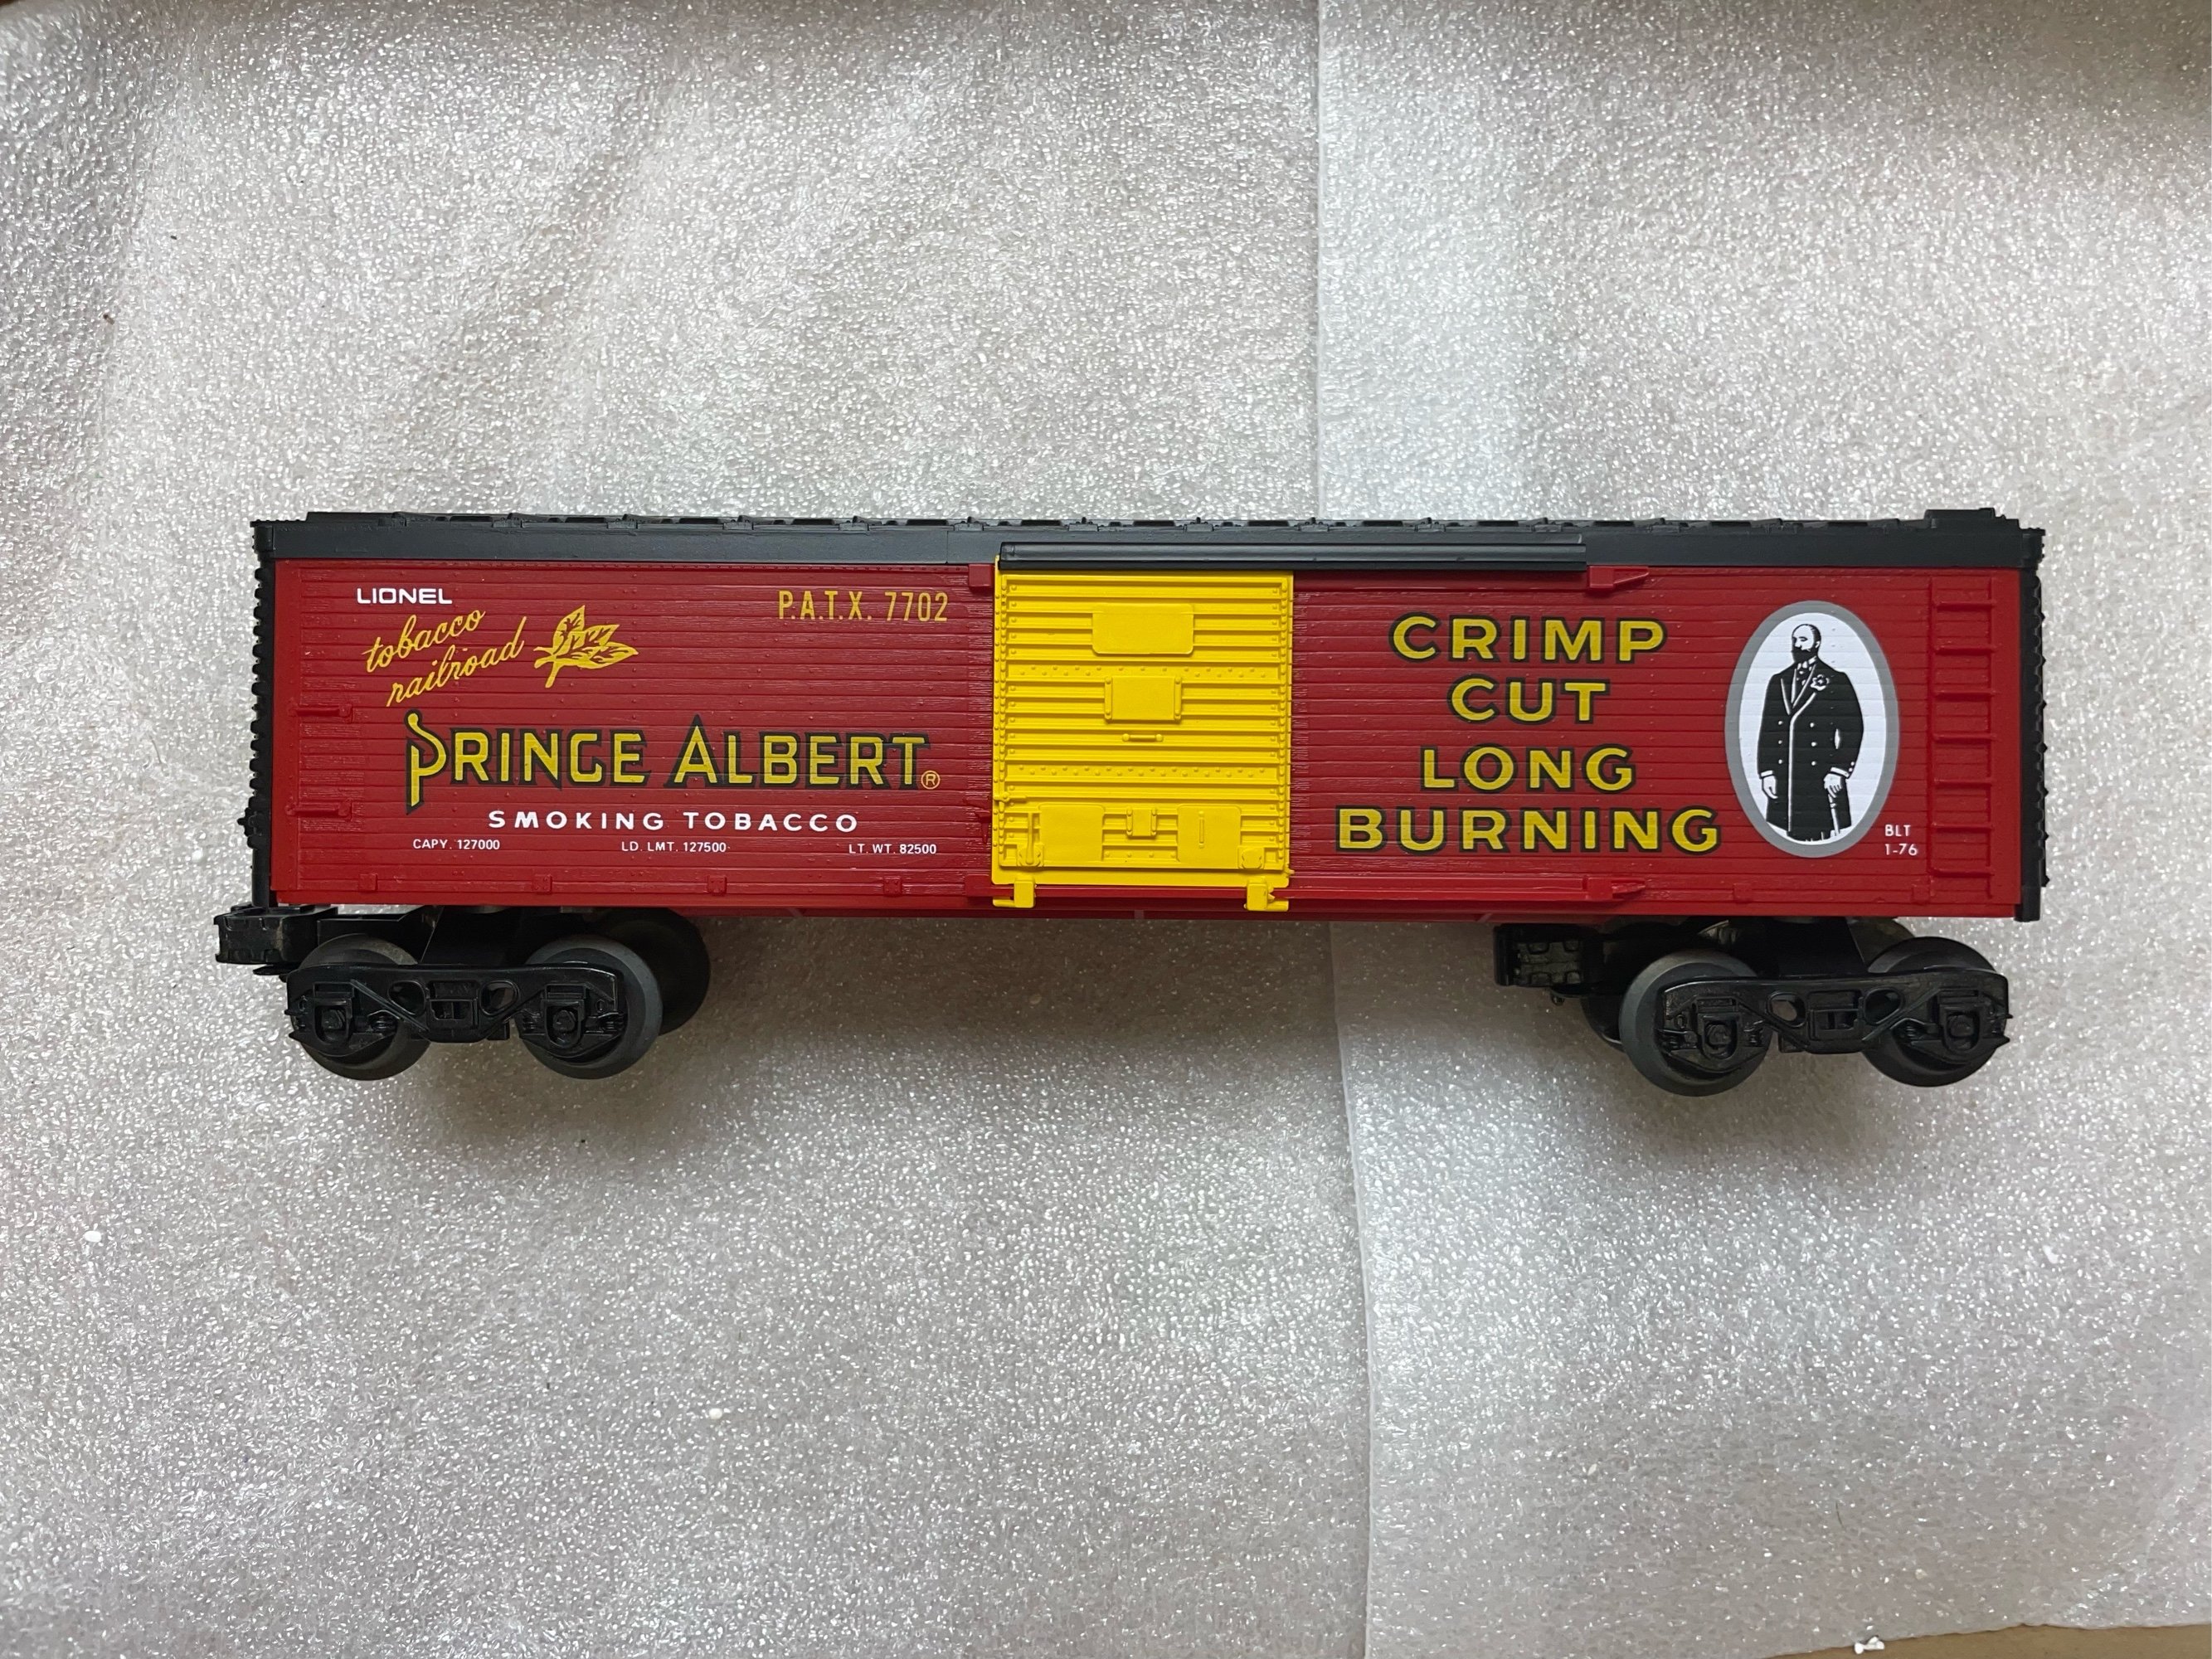 LIONEL
tobacco
railroad
P.A.T.X. 7702
PRINCE ALBERT®
SMOKING TOBACCO
CAPY. 127000 LD. LMT. 127500 LT. WT. 82500
CRIMP
CUT
LONG
BURNING
BLT
1-76